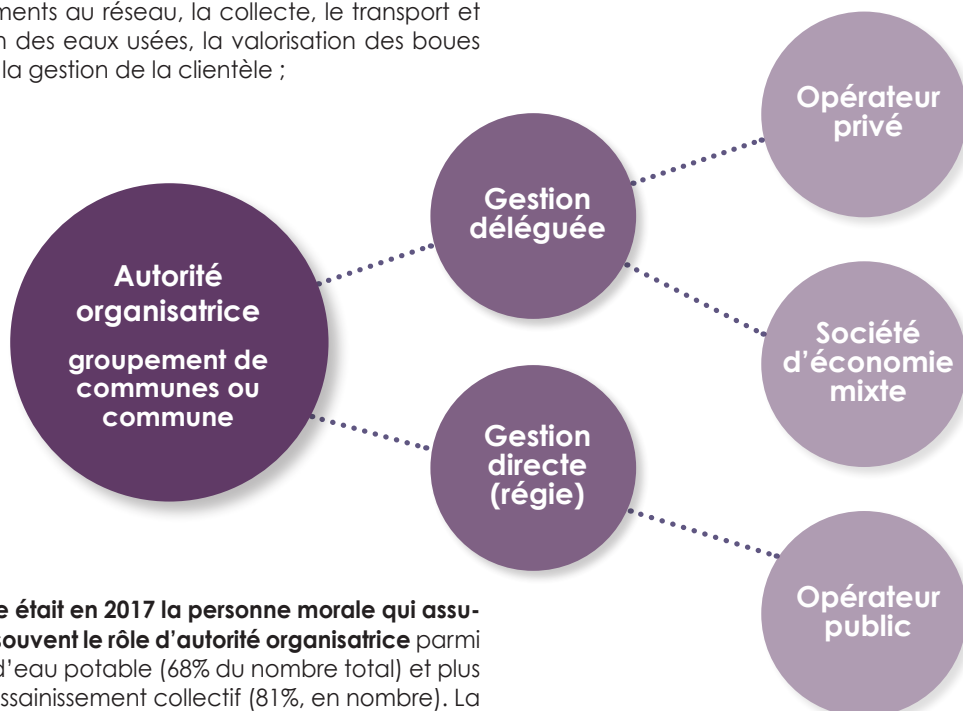 ments au réseau, la collecte, le transport et
des eaux usées, la valorisation des boues
la gestion de la clientèle ;
Opérateur
privé
Gestion
déléguée
Autorité
organisatrice
groupement de
communes ou
commune
Société
d'économie
mixte
Gestion
directe
(régie)
Opérateur
public
était en 2017 la personne morale qui assu-
souvent le rôle d'autorité organisatrice parmi
d'eau potable (68% du nombre total) et plus
ssainissement collectif (81%, en nombre). La